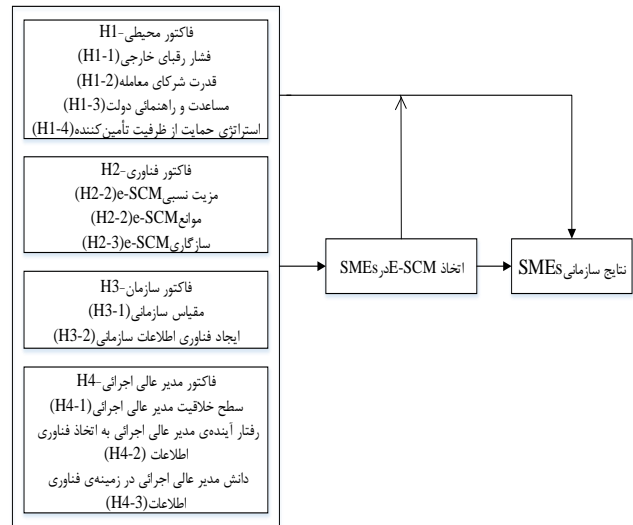 فاکتور محیطی-H1
فشار رقبای خارجی(H1-1)
قدرت شرکای معامله(H1-2)
مساعدت و راهنمائی دولت(H1-3)
استراتژی حمایت از ظرفیت تأمین‌کننده(H1-4)
فاکتور فناوری-H2
مزیت نسبیe-SCM(H2-2)
موانعe-SCM(H2-2)
سازگاریe-SCM(H2-3)
فاکتور سازمان-H3
مقیاس سازمانی(H3-1)
ایجاد فناوری اطلاعات سازمانی(H3-2)
فاکتور مدیر عالی اجرائی-H4
سطح خلاقیت مدیر عالی اجرائی(H4-1)
رفتار آینده‌ی مدیر عالی اجرائی به اتخاذ فناوری
اطلاعات (H4-2)
دانش مدیر عالی اجرائی در زمینه‌ی فناوری
اطلاعات(H4-3)
اتخاذ E-SCMدر SMEs
نتایج سازمانی SMEs